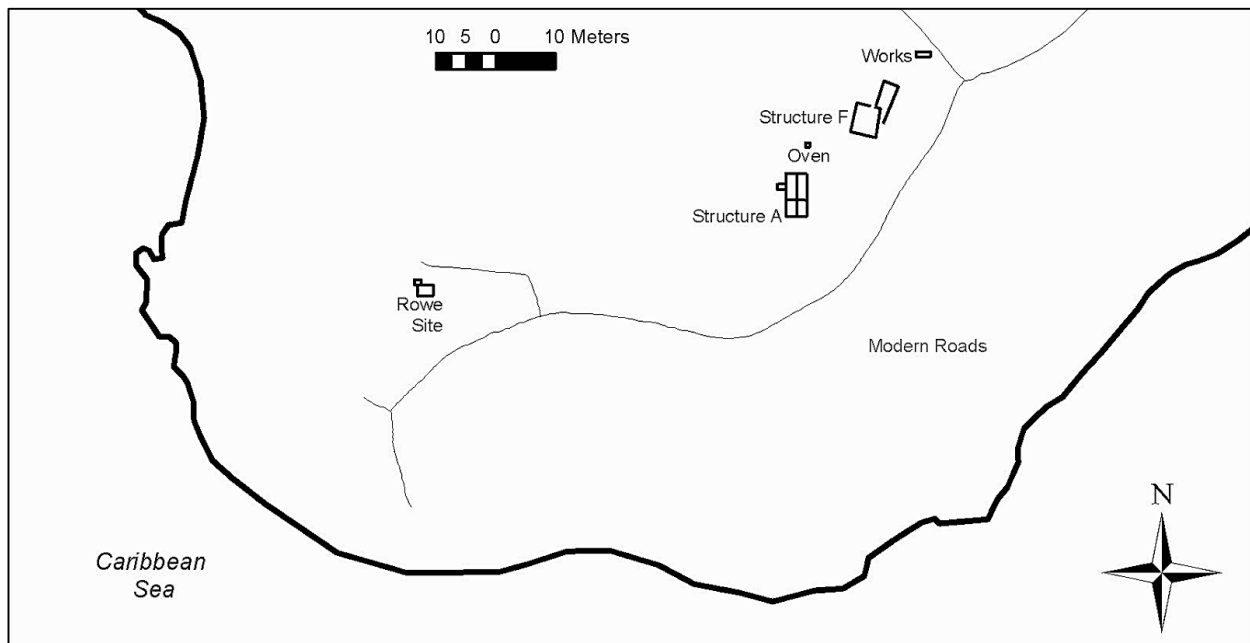 10 5 0 10 Meters
Works
Structure F
Oven
Structure A
Rowe
Site
Modern Roads
N
Caribbean
Sea